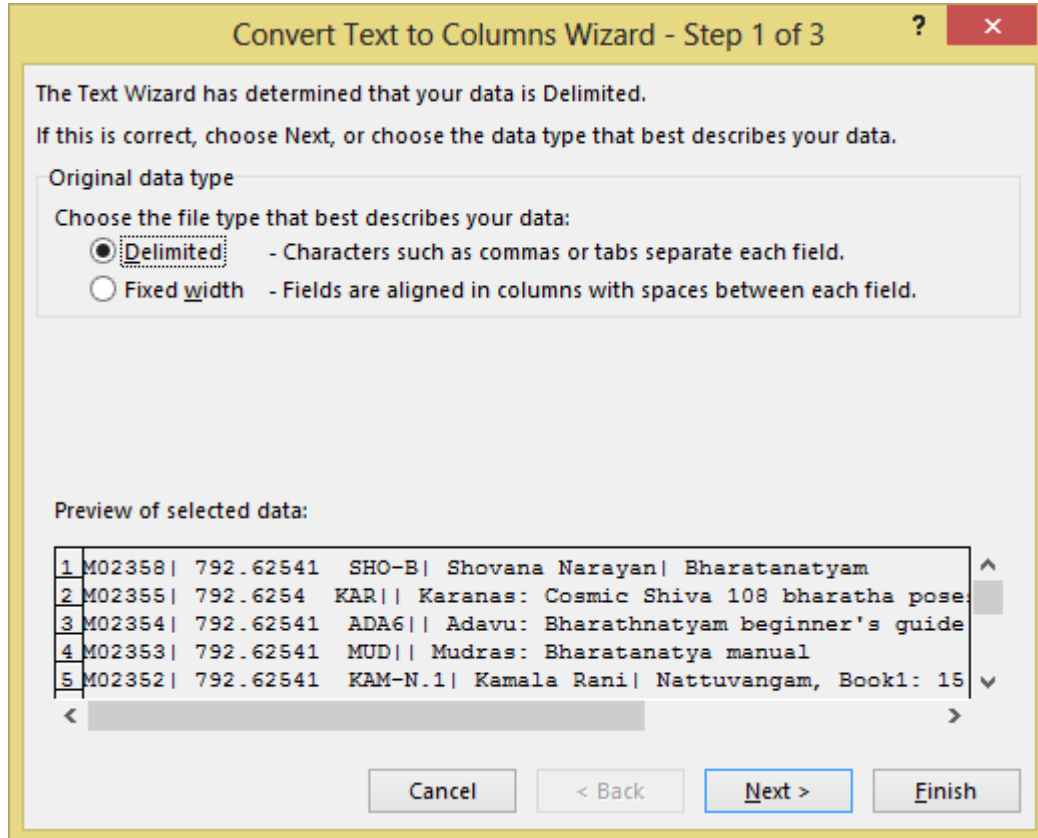 Convert Text to Columns Wizard - Step 1 of 3 ? ×
The Text Wizard has determined that your data is Delimited.
If this is correct, choose Next, or choose the data type that best describes your data.
Original data type
Choose the file type that best describes your data:
Delimited - Characters such as commas or tabs separate each field.
Fixed width - Fields are aligned in columns with spaces between each field.
Preview of selected data:
1 M02358| 792.62541  SHO-B| Shovana Narayan| Bharatanatyam
2 M02355| 792.6254  KAR|| Karanas: Cosmic Shiva 108 bharatha poses
3 M02354| 792.62541  ADA6|| Adavu: Bharathnatyam beginner's guide
4 M02353| 792.62541  MUD|| Mudras: Bharatanatya manual
5 M02352| 792.62541  KAM-N.1| Kamala Rani| Nattuvangam, Book1: 15
Cancel < Back Next > Finish